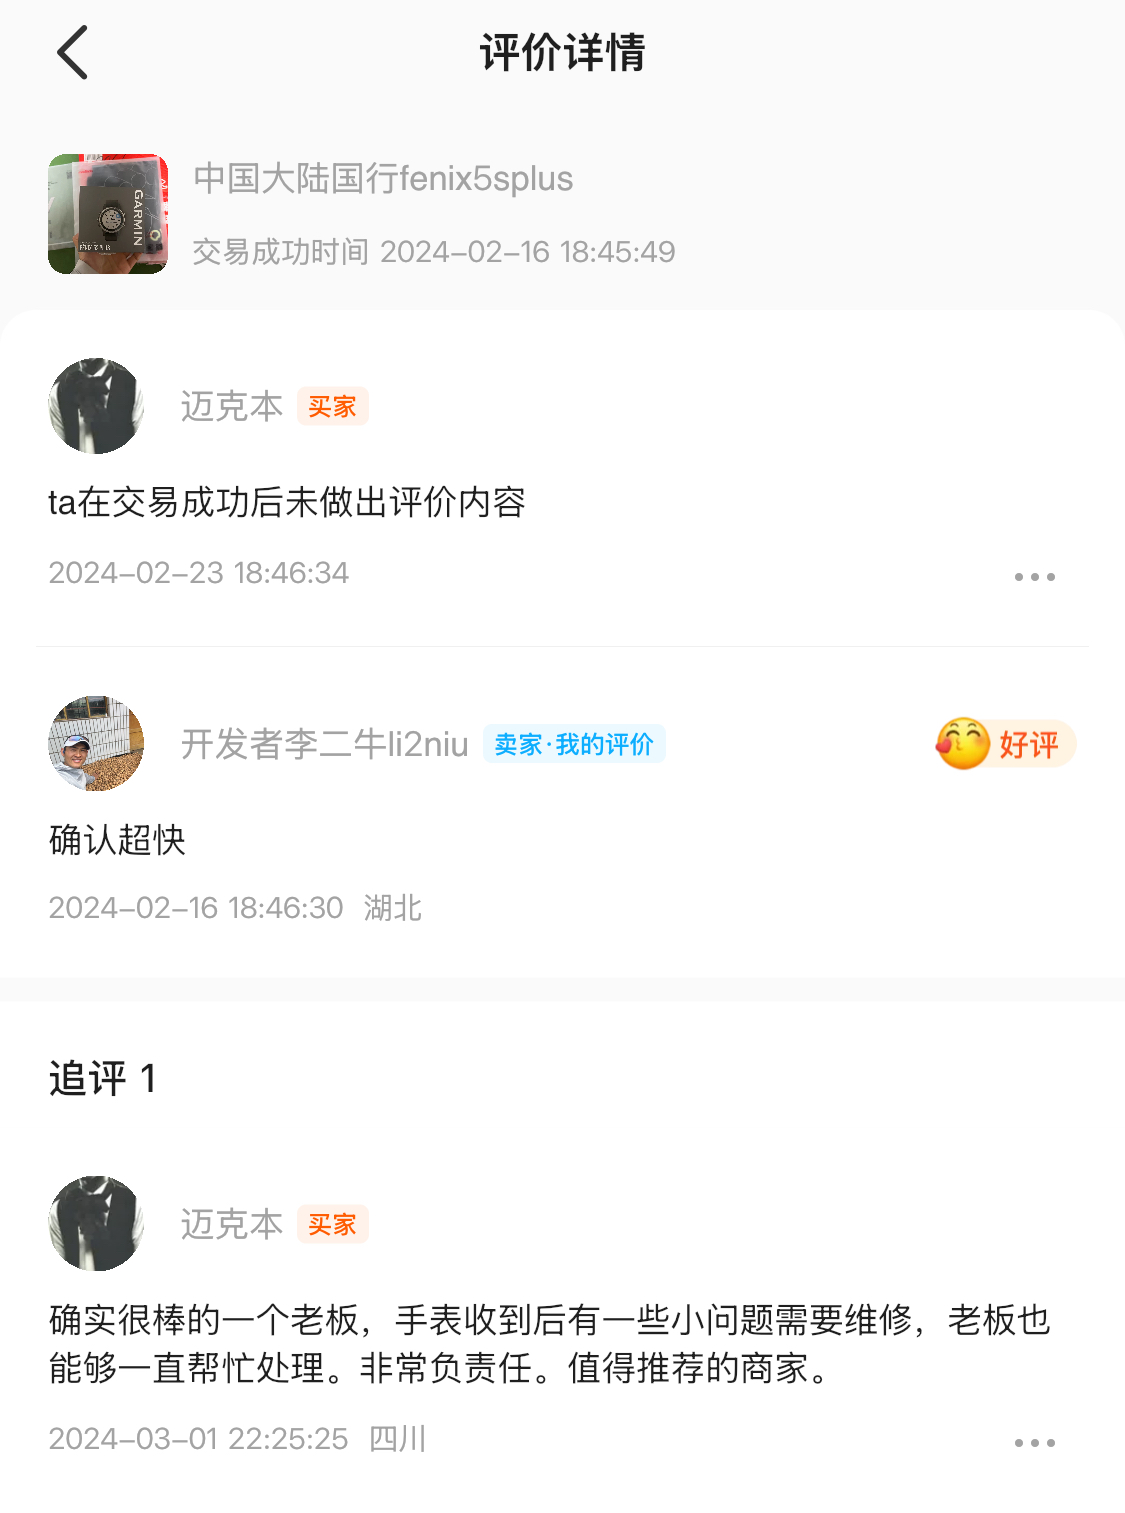 评价详情
中国大陆国行fenix5splus
交易成功时间 2024-02-16 18:45:49
GARMIN
迈克本 买家
ta在交易成功后未做出评价内容
2024-02-23 18:46:34
开发者李二牛li2niu 卖家·我的评价 好评
确认超快
2024-02-16 18:46:30 湖北
追评 1
迈克本 买家
确实很棒的一个老板，手表收到后有一些小问题需要维修，老板也
能够一直帮忙处理。非常负责任。值得推荐的商家。
2024-03-01 22:25:25 四川